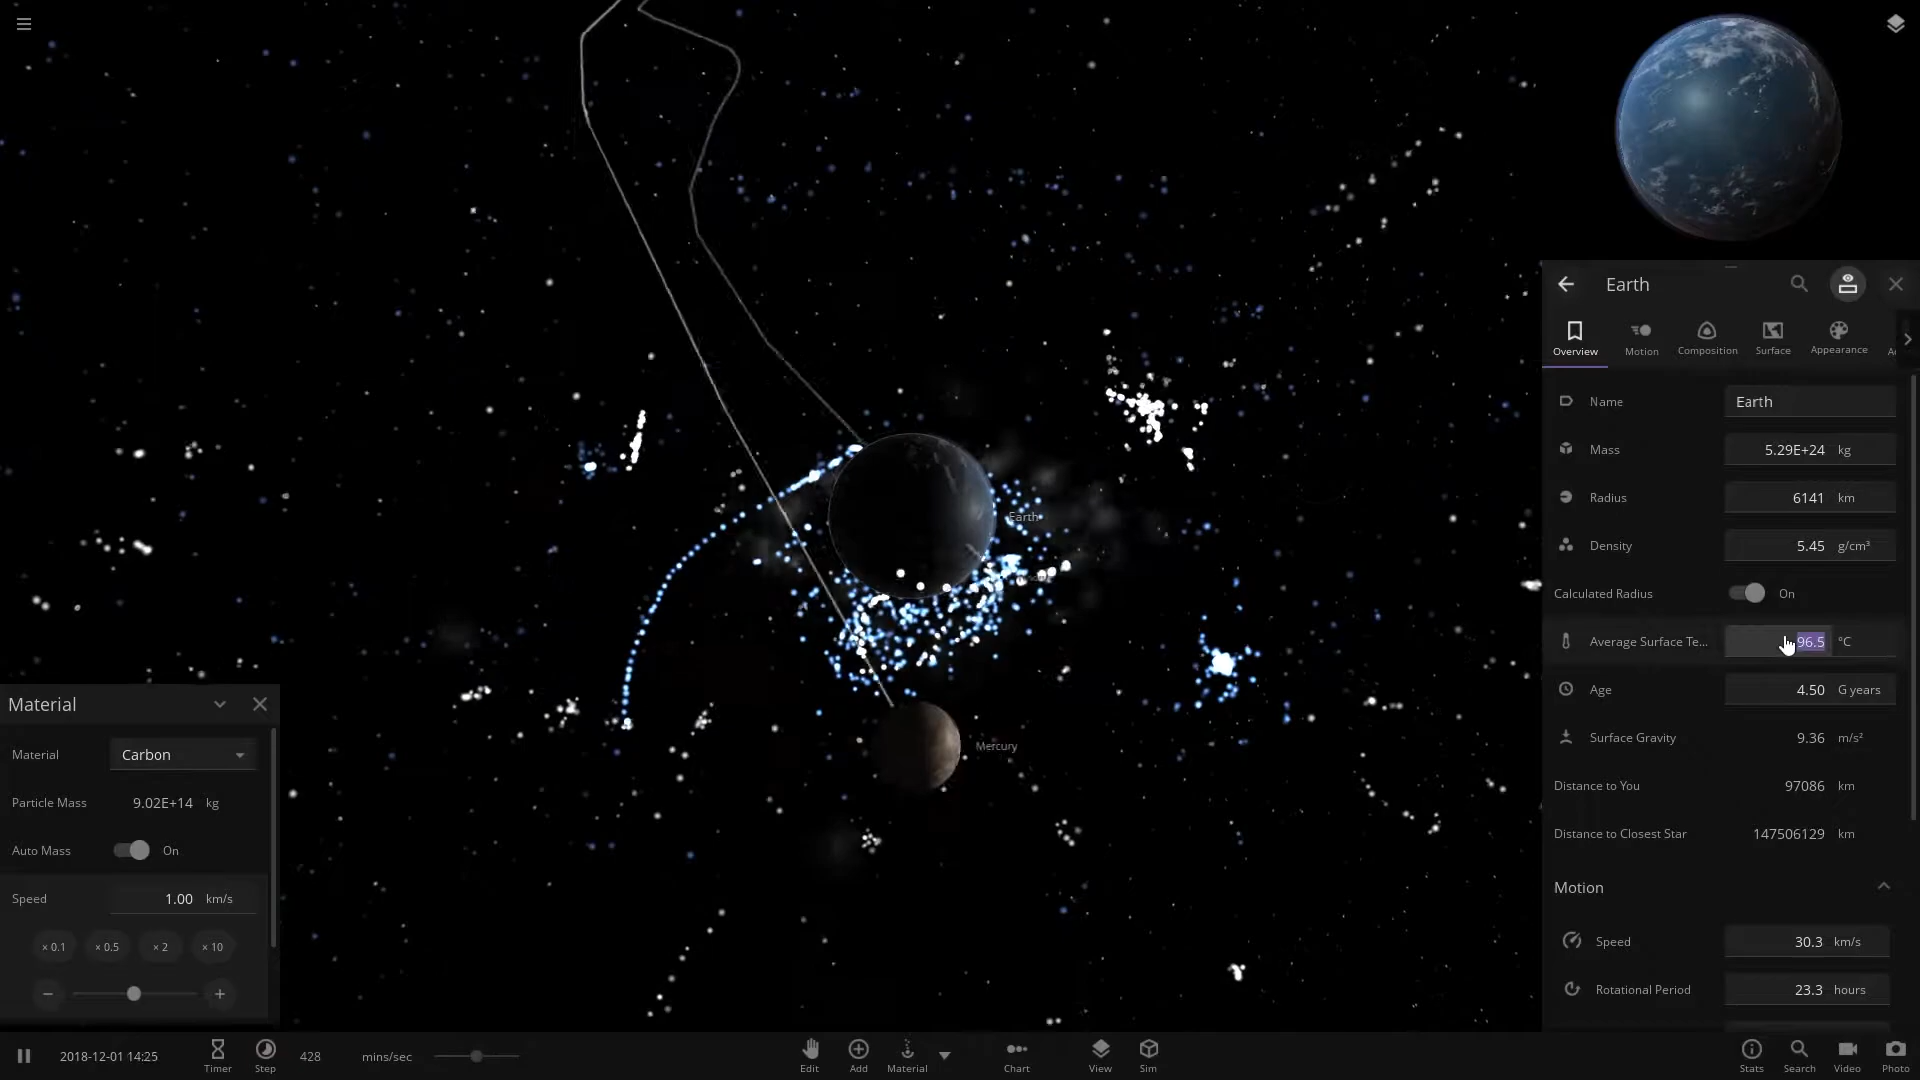 Earth
Overview
Motion
Composition
Surface
Appearance
Name Earth
Mass 5.29E+24 kg
Radius 6141 km
Density 5.45 g/cm³
Calculated Radius On
Average Surface Te... 96.5 °C
Age 4.50 G years
Surface Gravity 9.36 m/s²
Distance to You 97086 km
Distance to Closest Star 147506129 km
Motion
Speed 30.3 km/s
Rotational Period 23.3 hours
Earth
Mercury
Material
Material Carbon
Particle Mass 9.02E+14 kg
Auto Mass On
Speed 1.00 km/s
× 0.1 × 0.5 × 2 × 10
2018-12-01 14:25
Timer
Step
428 mins/sec
Edit
Add
Material
Chart
View
Sim
Stats
Search
Video
Photo